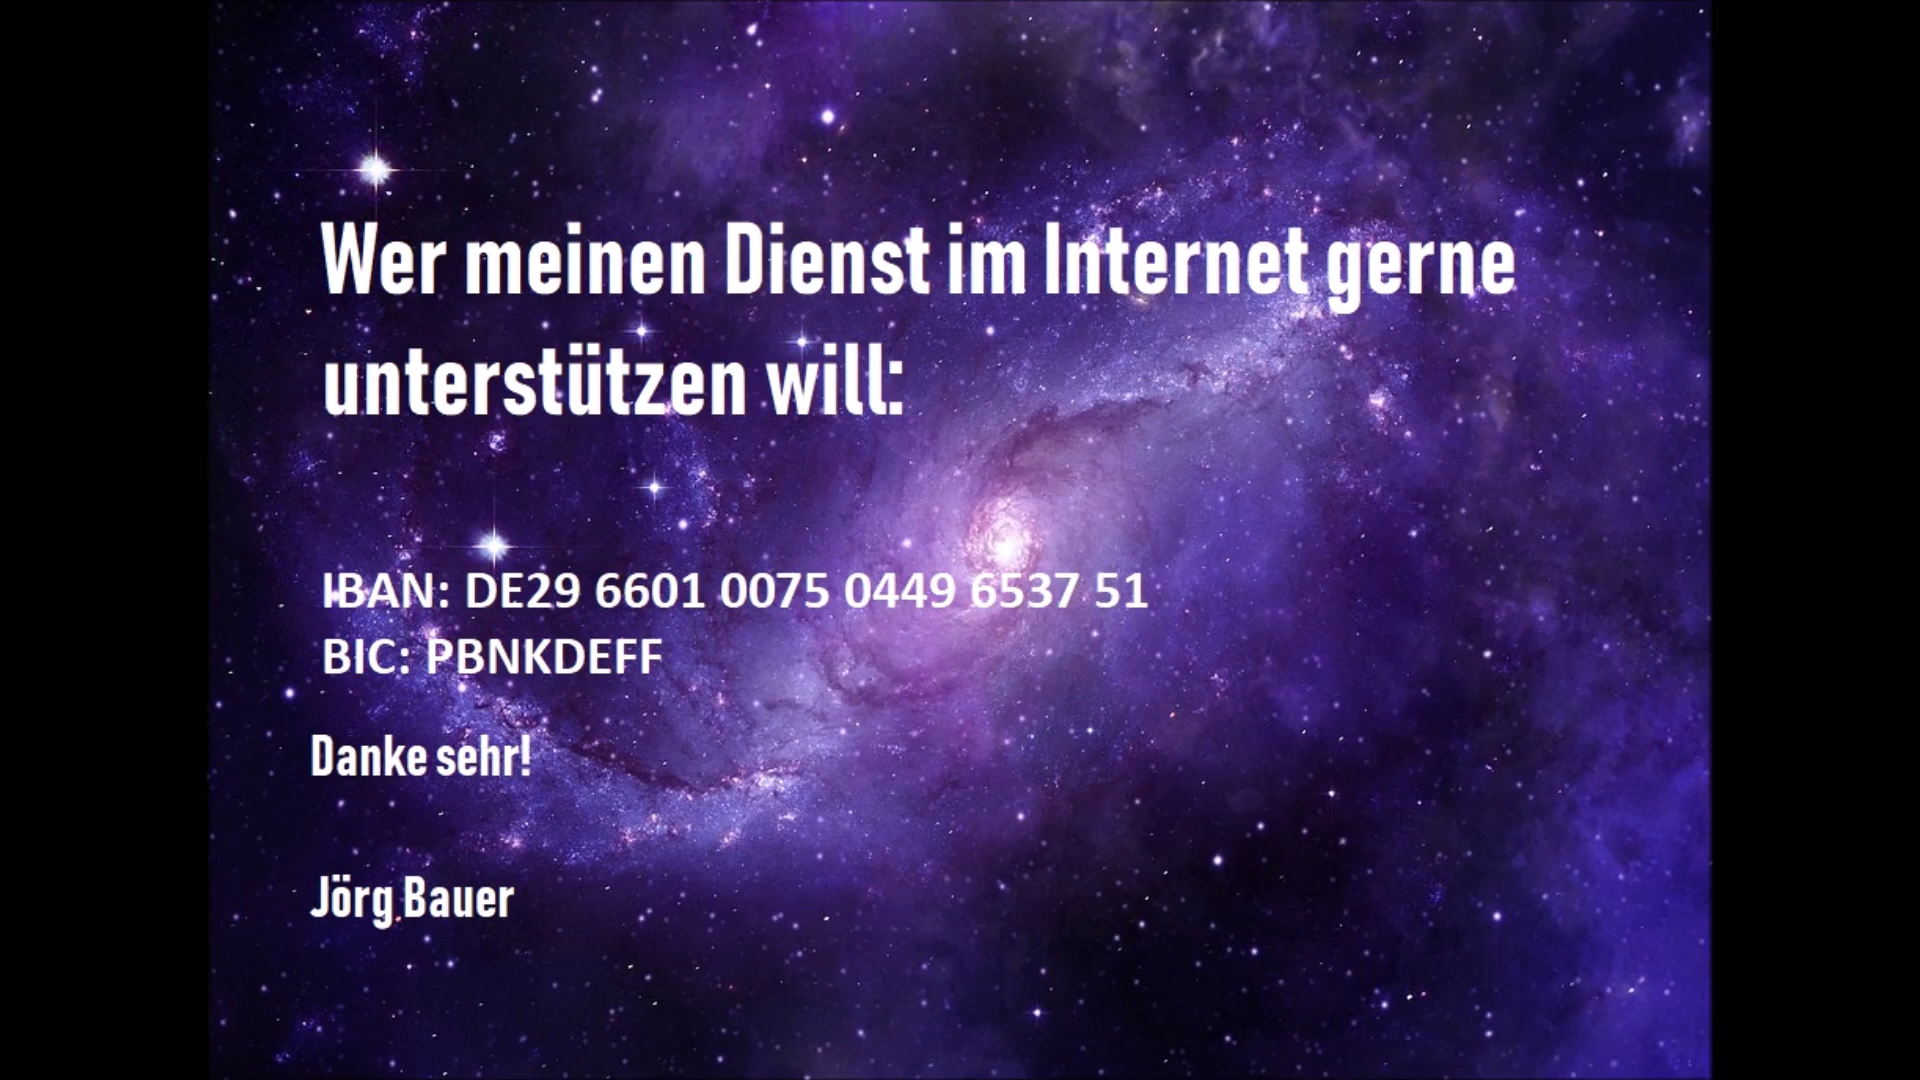 Wer meinen Dienst im Internet gerne
unterstützen will:
IBAN: DE29 6601 0075 0449 6537 51
BIC: PBNKDEFF
Danke sehr!
Jörg Bauer